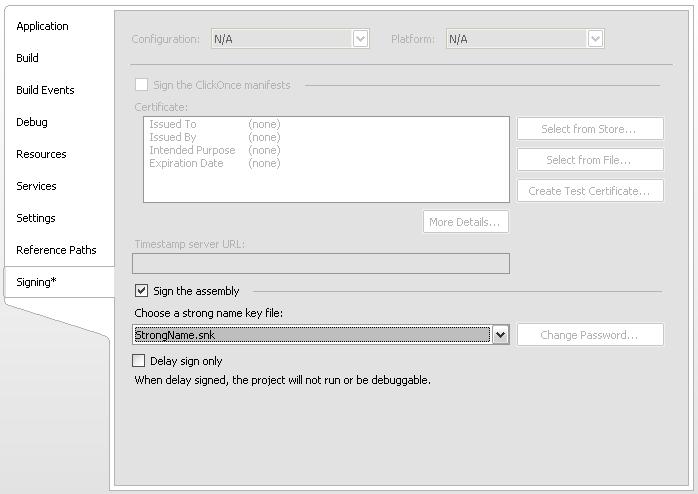 Application
Build
Build Events
Debug
Resources
Services
Settings
Reference Paths
Signing*
Configuration: N/A Platform: N/A
Sign the ClickOnce manifests
Certificate:
Issued To (none)
Issued By (none)
Intended Purpose (none)
Expiration Date (none)
Select from Store...
Select from File...
Create Test Certificate...
More Details...
Timestamp server URL:
Sign the assembly
Choose a strong name key file:
StrongName.snk
Change Password...
Delay sign only
When delay signed, the project will not run or be debuggable.